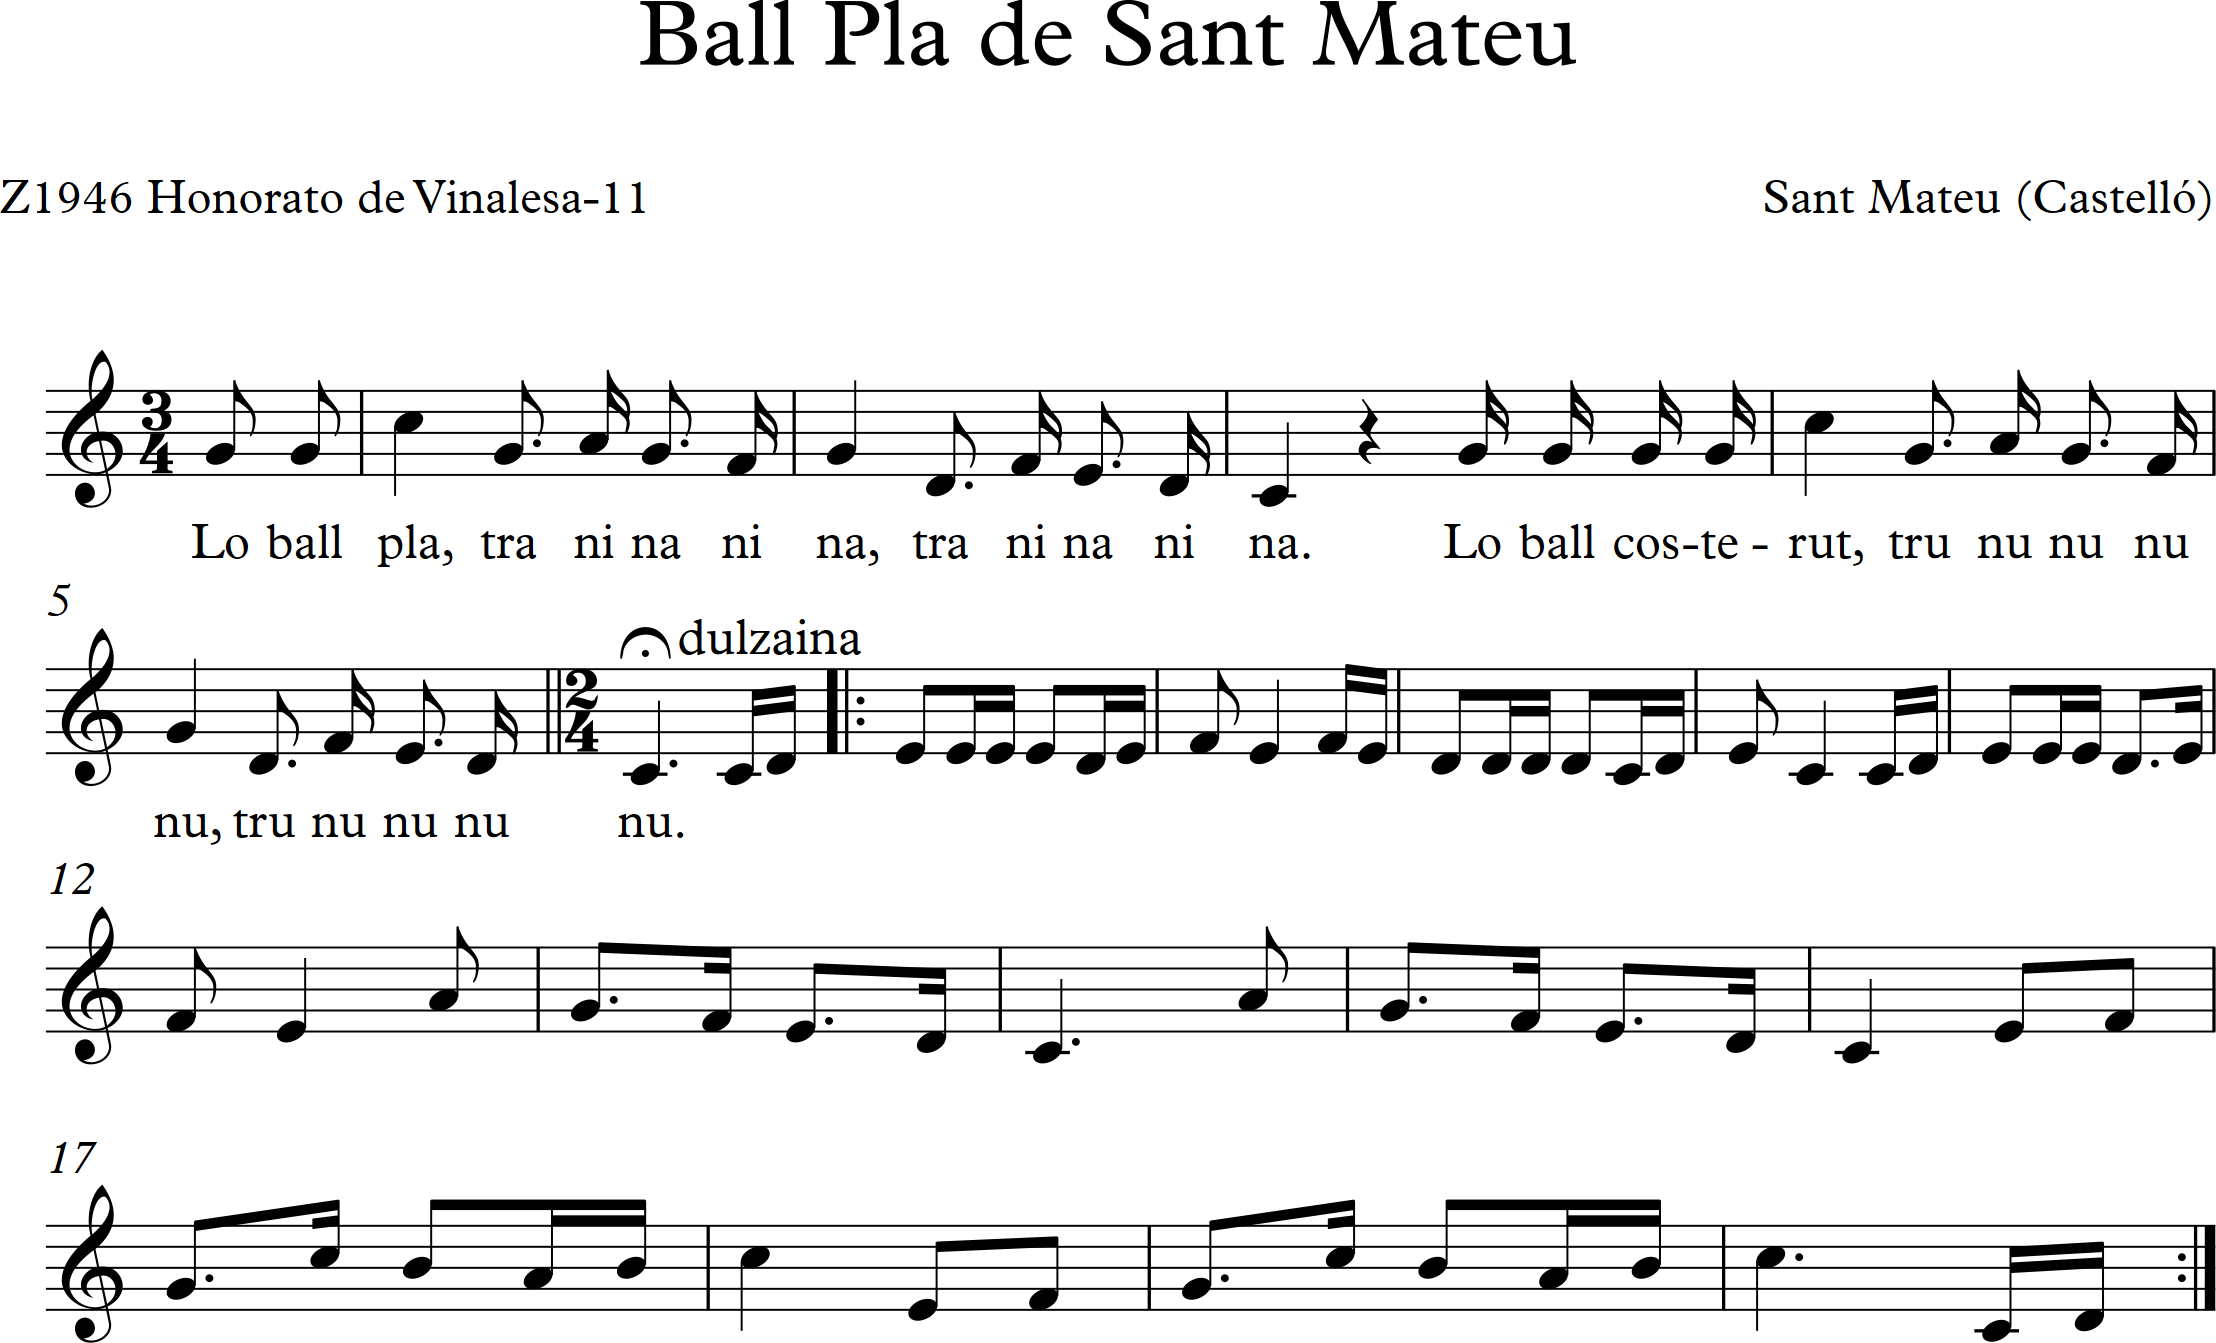 Ball Pla de Sant Mateu
Z1946 Honorato de Vinalesa-11
Sant Mateu (Castelló)
3
4
Lo ball pla, tra ni na ni na, tra ni na ni na. Lo ball cos-te - rut, tru nu nu nu
5
dulzaina
2
4
nu, tru nu nu nu nu.
12
17